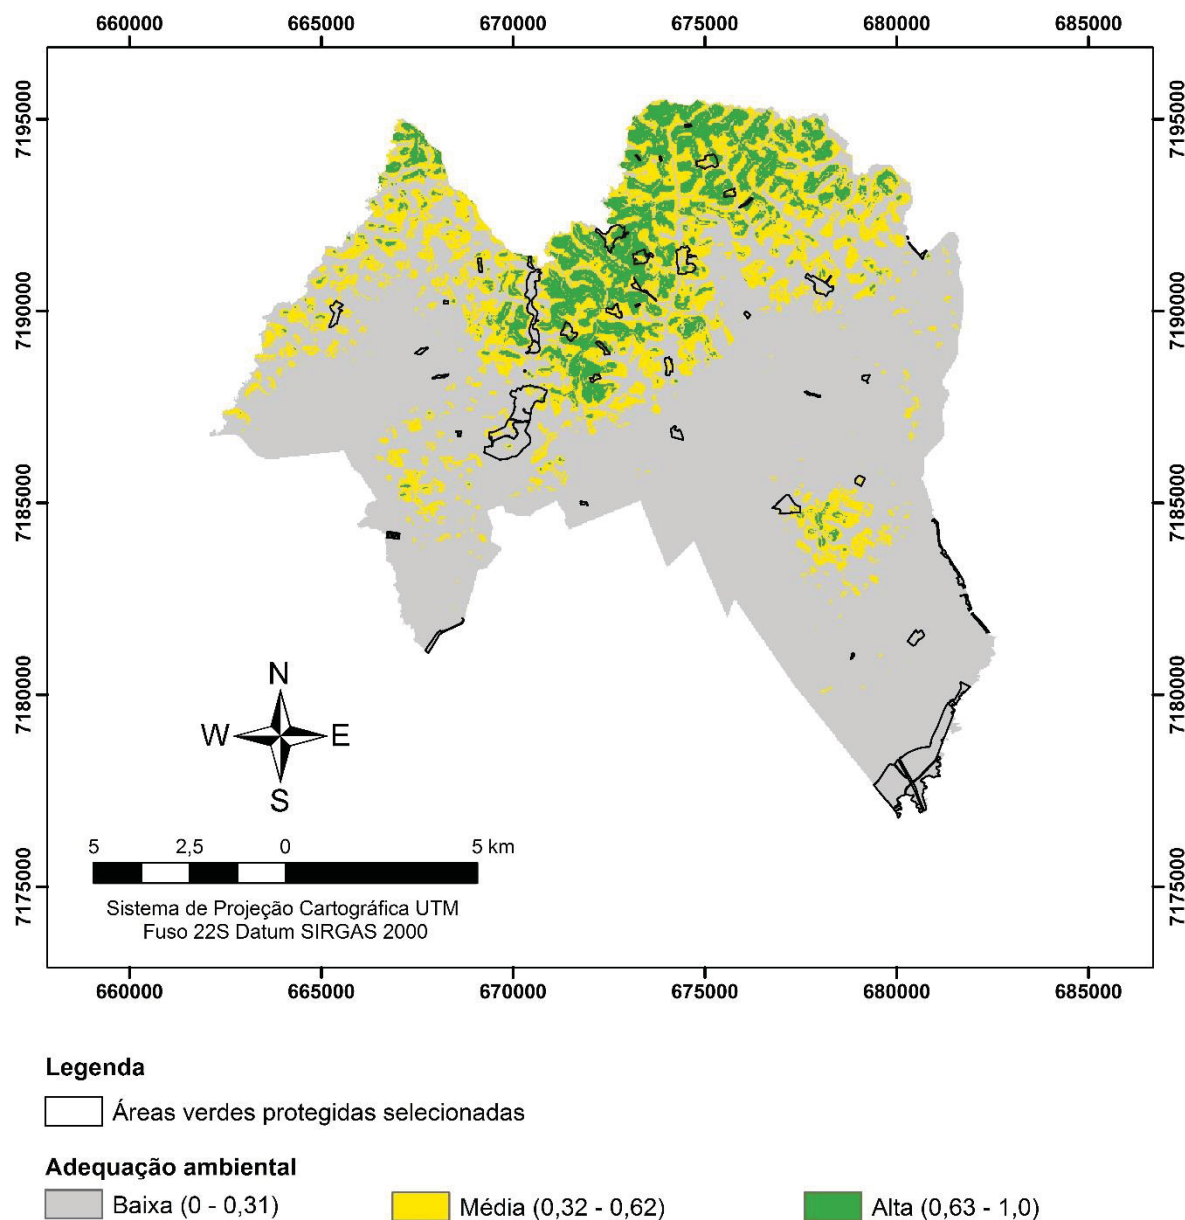 660000 665000 670000 675000 680000 685000
7195000 7195000
7190000 7190000
7185000 7185000
7180000 7180000
7175000 7175000
N
W E
S
5 2,5 0 5 km
Sistema de Projeção Cartográfica UTM
Fuso 22S Datum SIRGAS 2000
660000 665000 670000 675000 680000 685000
Legenda
Áreas verdes protegidas selecionadas
Adequação ambiental
Baixa (0 - 0,31) Média (0,32 - 0,62) Alta (0,63 - 1,0)